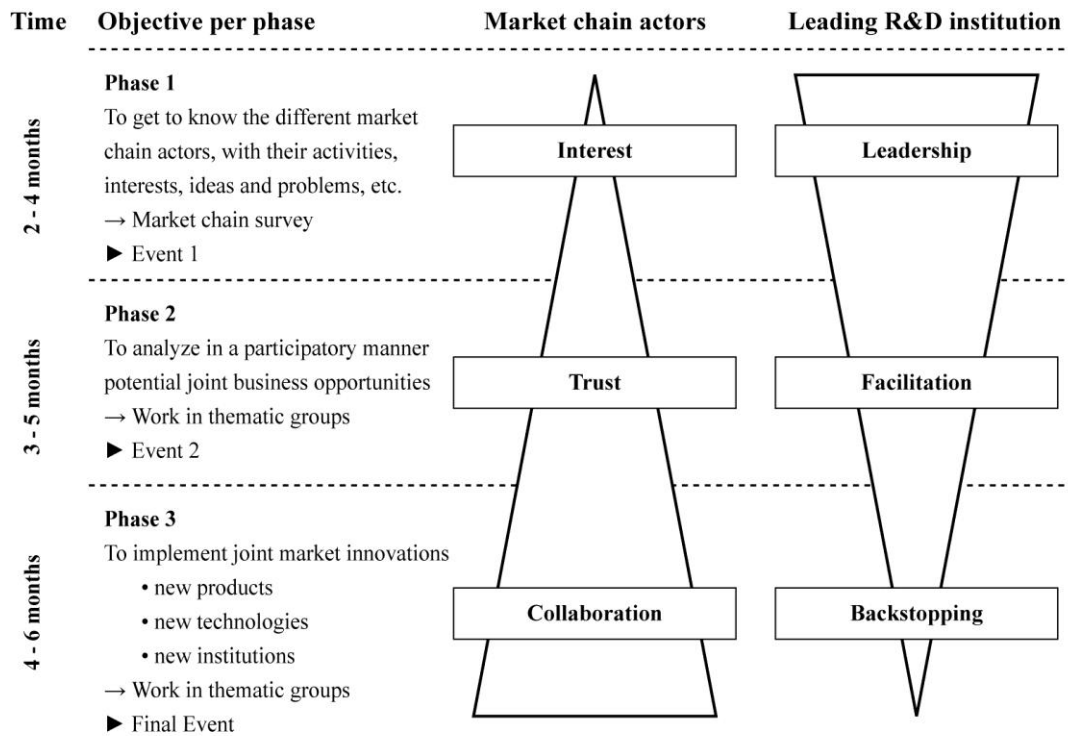 Time Objective per phase Market chain actors Leading R&D institution
2 - 4 months
Phase 1
To get to know the different market
chain actors, with their activities,
interests, ideas and problems, etc.
→ Market chain survey
► Event 1
Interest
Leadership
3 - 5 months
Phase 2
To analyze in a participatory manner
potential joint business opportunities
→ Work in thematic groups
► Event 2
Trust
Facilitation
4 - 6 months
Phase 3
To implement joint market innovations
• new products
• new technologies
• new institutions
→ Work in thematic groups
► Final Event
Collaboration
Backstopping